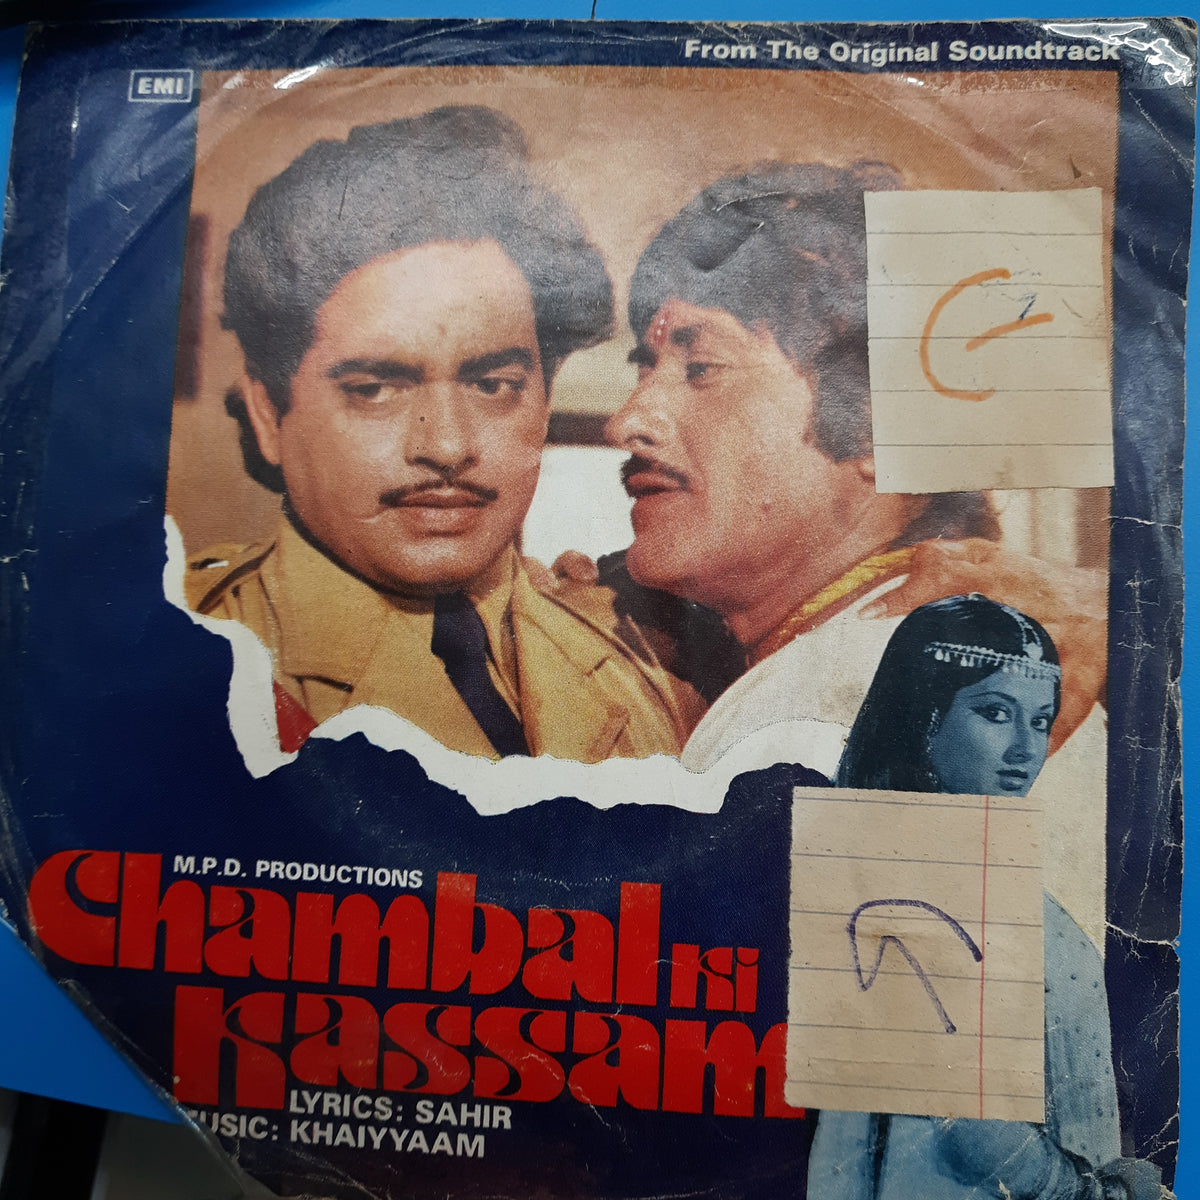 From The Original Soundtrack
EMI
M.P.D. PRODUCTIONS
Chambal Ki
Kassam
LYRICS: SAHIR
KHAIYYAAM